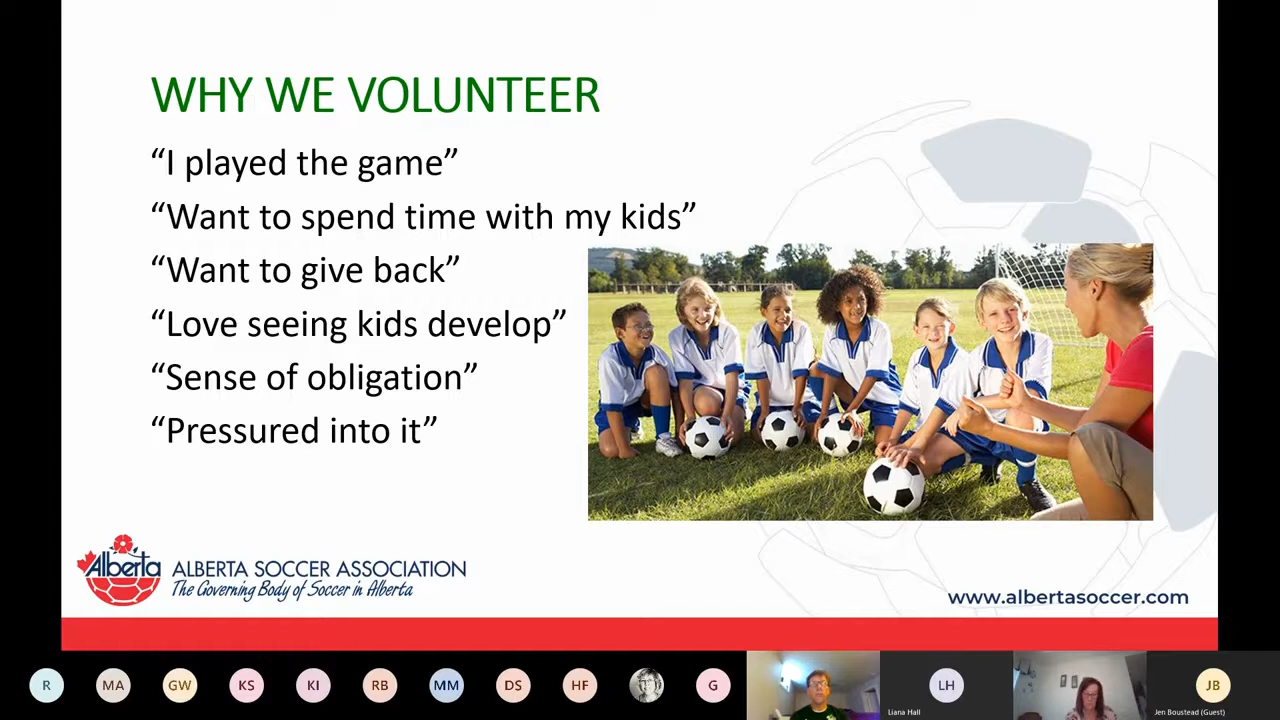 WHY WE VOLUNTEER
“I played the game”
“Want to spend time with my kids”
“Want to give back”
“Love seeing kids develop”
“Sense of obligation”
“Pressured into it”
Alberta
ALBERTA SOCCER ASSOCIATION
The Governing Body of Soccer in Alberta
www.albertasoccer.com
R
MA
GW
KS
KI
RB
MM
DS
HF
G
LH
Liana Hall
JB
Jen Boustead (Guest)